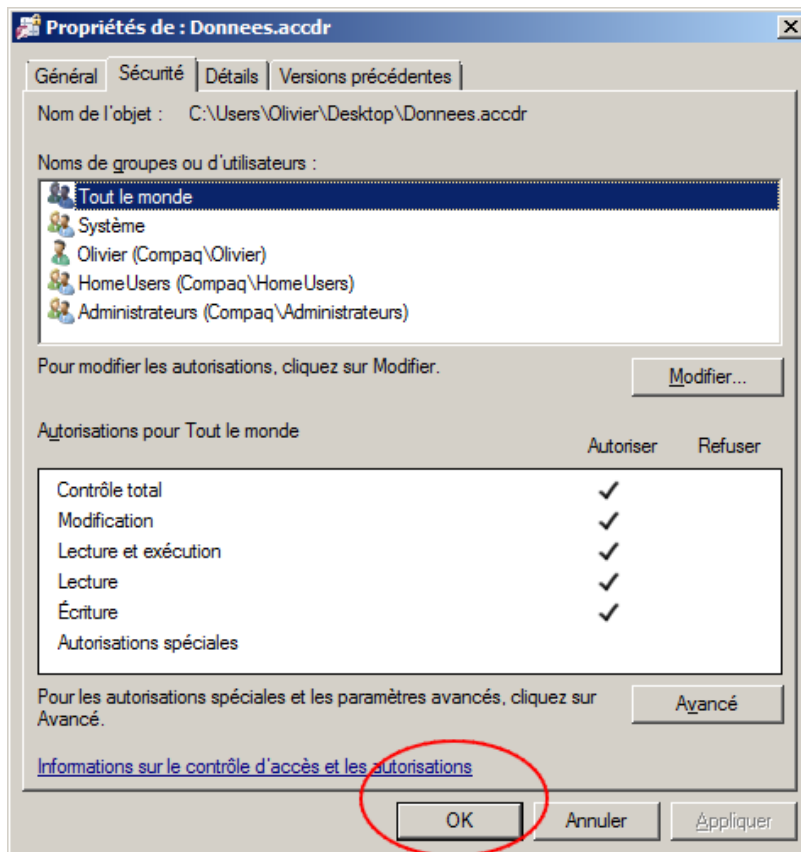 Propriétés de : Donnees.accdr
Général Sécurité Détails Versions précédentes
Nom de l'objet : C:\Users\Olivier\Desktop\Donnees.accdr
Noms de groupes ou d'utilisateurs :
Tout le monde
Système
Olivier (Compaq\Olivier)
HomeUsers (Compaq\HomeUsers)
Administrateurs (Compaq\Administrateurs)
Pour modifier les autorisations, cliquez sur Modifier.
Modifier...
Autorisations pour Tout le monde
Autoriser Refuser
Contrôle total
Modification
Lecture et exécution
Lecture
Écriture
Autorisations spéciales
Pour les autorisations spéciales et les paramètres avancés, cliquez sur
Avancé.
Avancé
Informations sur le contrôle d'accès et les autorisations
OK Annuler Appliquer